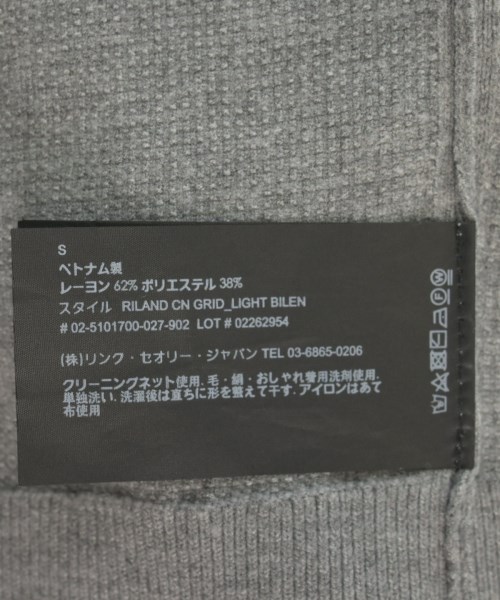 S
ベトナム製
レーヨン 62% ポリエステル 38%
スタイル RILAND CN GRID_LIGHT BILEN
# 02-5101700-027-902 LOT # 02262954
(株)リンク・セオリー・ジャパン TEL 03-6865-0206
クリーニングネット使用. 毛・絹・おしゃれ着用洗剤使用.
単独洗い. 洗濯後は直ちに形を整えて干す. アイロンはあて
布使用